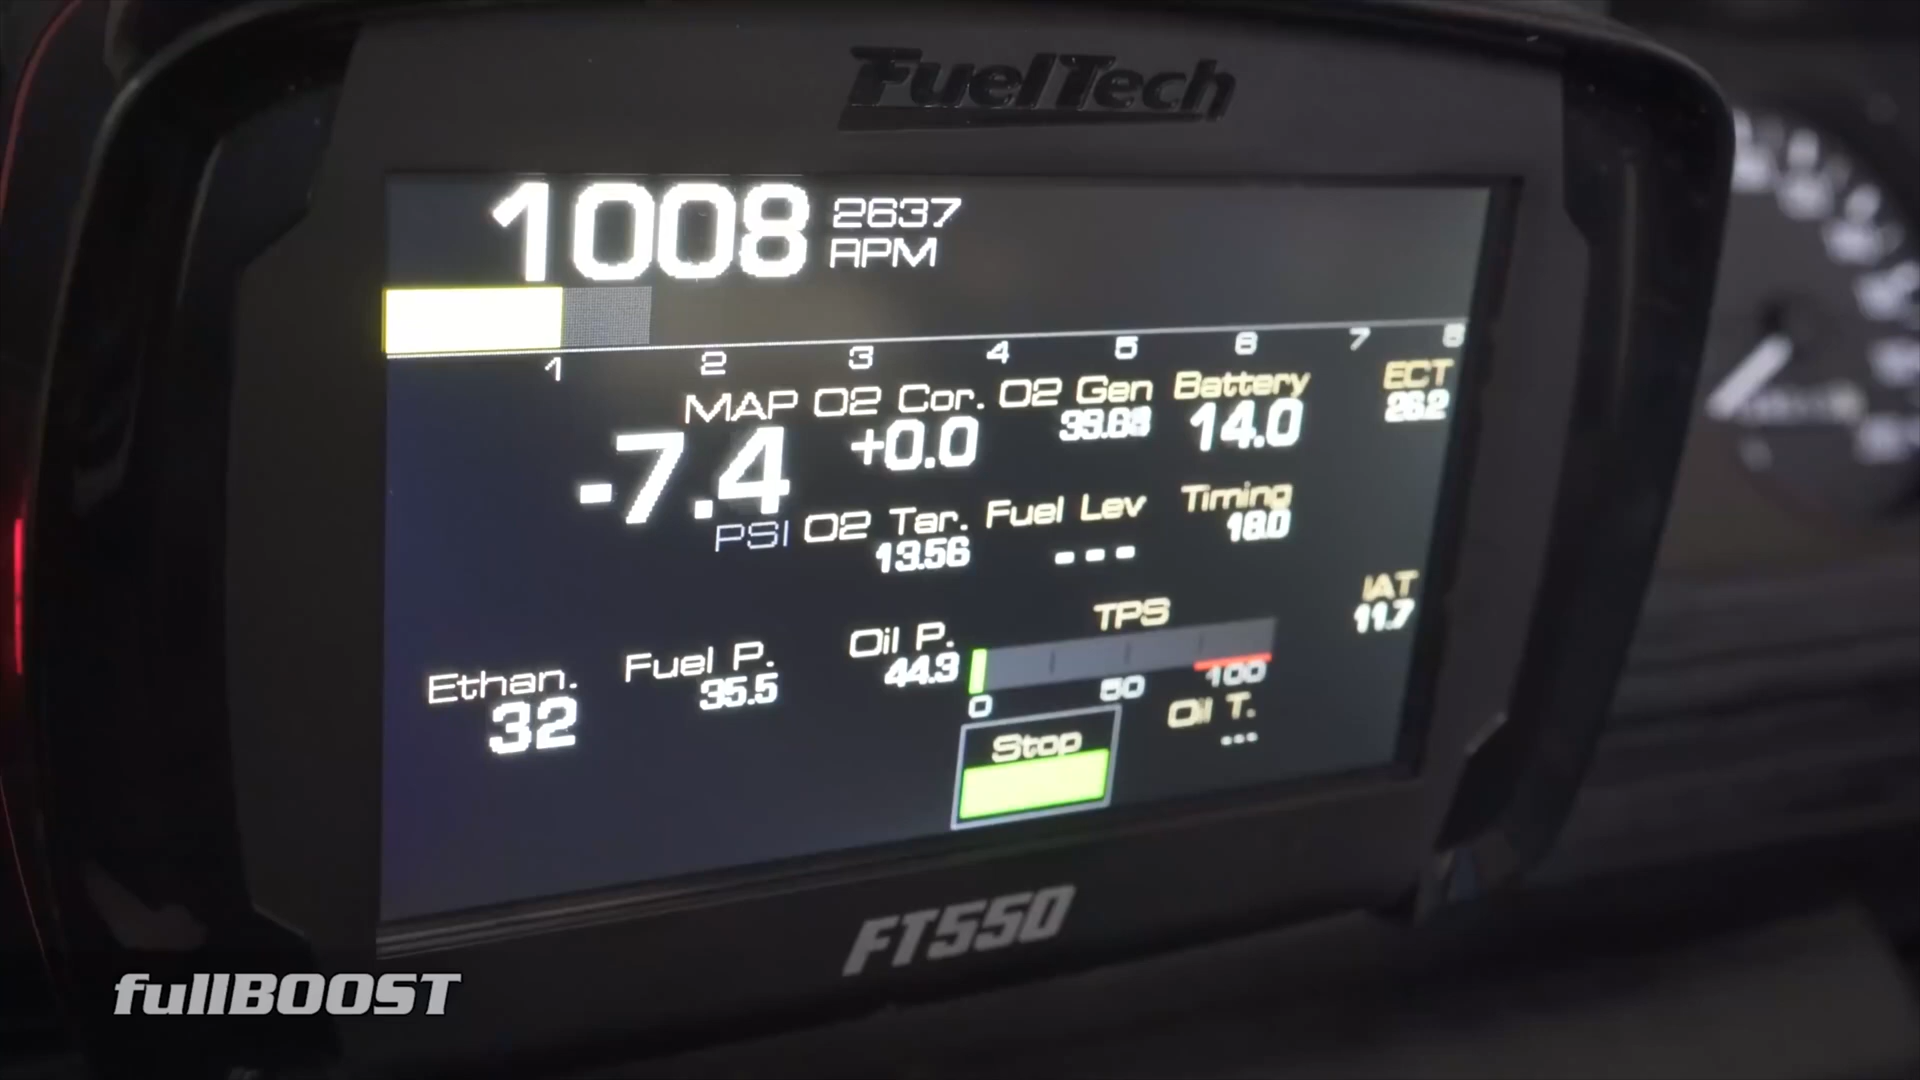 FuelTech
1008 2637
RPM
1 2 3 4 5 6 7 8
MAP O2 Cor. O2 Gen Battery ECT
-7.4 +0.0 14.0 26.2
PSI O2 Tar. Fuel Lev Timing
13.56 --- 18.0
Ethan. Fuel P. Oil P. TPS IAT
32 35.5 44.3 11.7
0 50 100
Stop Oil T.
---
FT550
fullBOOST